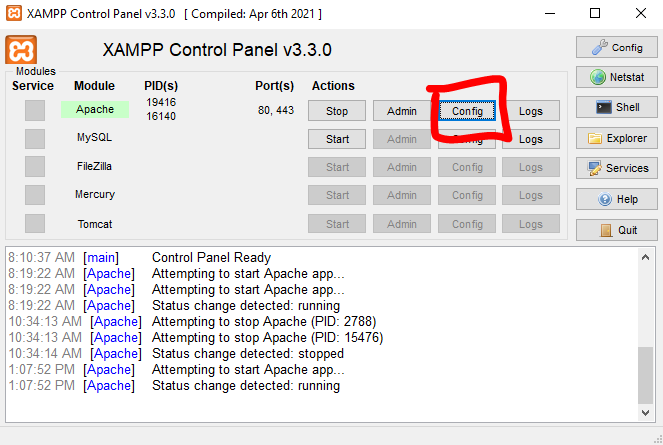 XAMPP Control Panel v3.3.0 [ Compiled: Apr 6th 2021 ]
XAMPP Control Panel v3.3.0
Config
Modules
Service Module PID(s) Port(s) Actions
Netstat
Apache 19416 16140 80, 443 Stop Admin Config Logs
Shell
MySQL Start Admin Config Logs
Explorer
FileZilla Start Admin Config Logs
Services
Mercury Start Admin Config Logs
Help
Tomcat Start Admin Config Logs
Quit
8:10:37 AM [main] Control Panel Ready
8:19:22 AM [Apache] Attempting to start Apache app...
8:19:22 AM [Apache] Attempting to start Apache app...
8:19:22 AM [Apache] Status change detected: running
10:34:13 AM [Apache] Attempting to stop Apache (PID: 2788)
10:34:13 AM [Apache] Attempting to stop Apache (PID: 15476)
10:34:14 AM [Apache] Status change detected: stopped
1:07:52 PM [Apache] Attempting to start Apache app...
1:07:52 PM [Apache] Status change detected: running